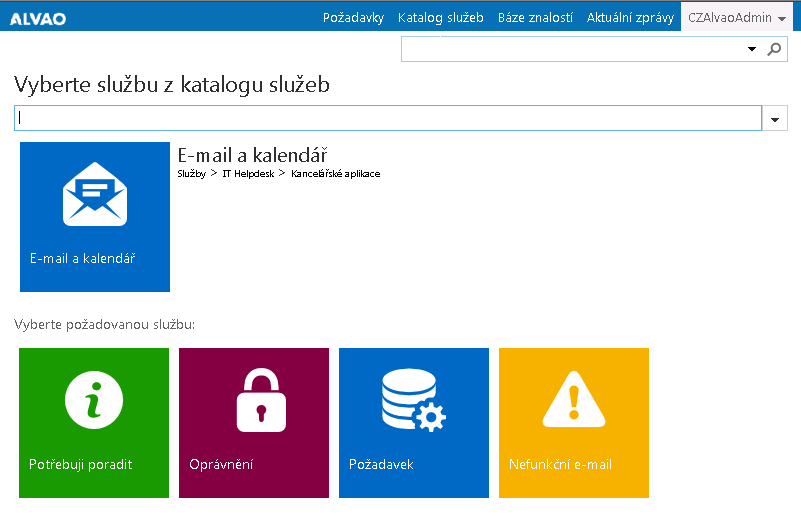 ALVAO Požadavky Katalog služeb Báze znalostí Aktuální zprávy CZAlvaoAdmin
Vyberte službu z katalogu služeb
E-mail a kalendář
Služby > IT Helpdesk > Kancelářské aplikace
E-mail a kalendář
Vyberte požadovanou službu:
Potřebuji poradit Oprávnění Požadavek Nefunkční e-mail